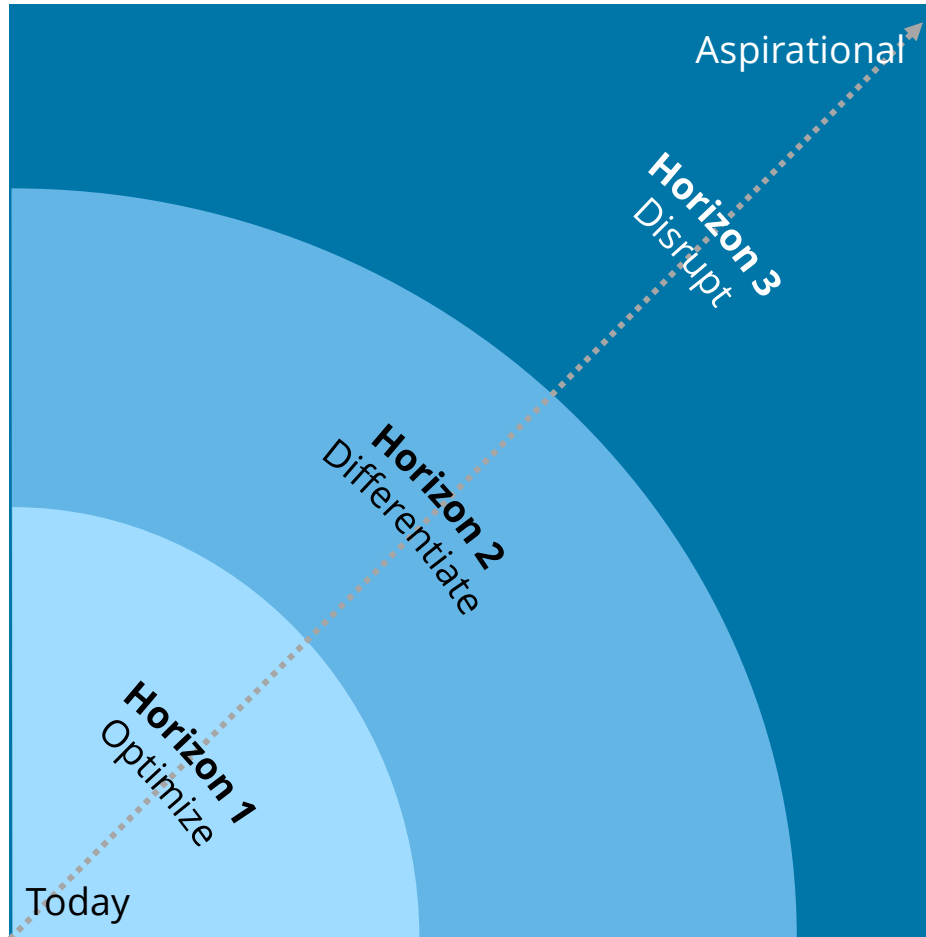 Aspirational
Horizon 3
Disrupt
Horizon 2
Differentiate
Horizon 1
Optimize
Today